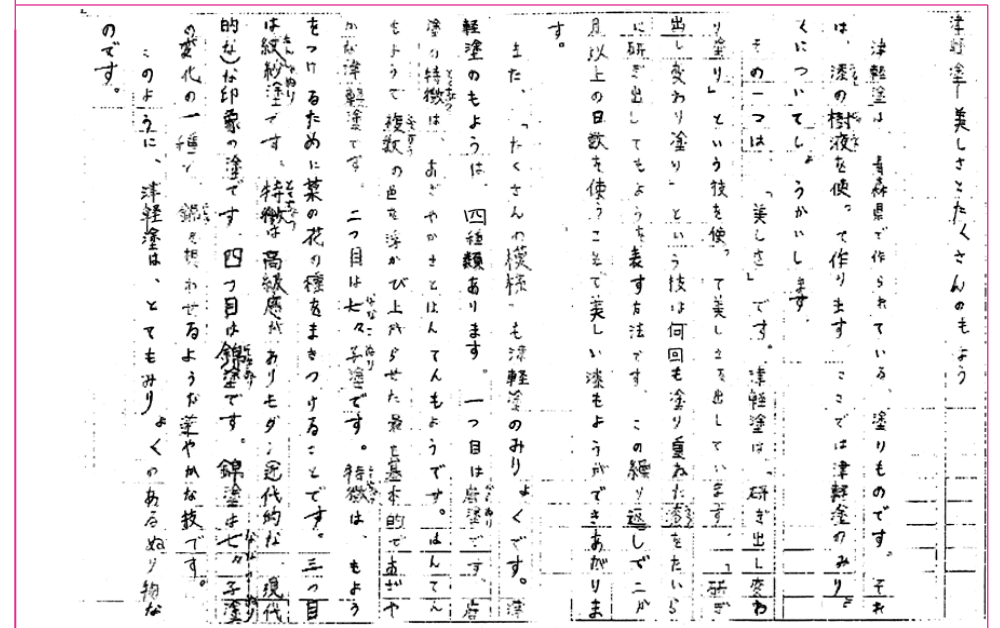 津軽塗ー美しさとたくさんのもよう
津軽塗は、青森県で作られている、塗りものです。それ
は、漆の樹液を使って作ります。ここでは津軽塗のみりょ
くについてしょうかいします。
その一つは、「美しさ」です。津軽塗は「研ぎ出し変わ
り塗り」という技を使って美しさを出しています。「研ぎ
出し変わり塗り」という技は何回も塗り重ねた漆をたいら
に研ぎ出してもようを表す方法です。この繰り返しで二か
月以上の日数を使うことで美しい漆もようができあがりま
す。
また、「たくさんの模様」も津軽塗のみりょくです。津
軽塗のもようは、四種類あります。一つ目は唐塗です。唐
塗の特徴は、あざやかさとはんてんもようです。はんてん
もようで複数の色を浮かび上がらせた最も基本的であざや
かな津軽塗です。二つ目は七々子塗です。特徴は、もよう
をつけるために菜の花の種をまきつけることです。三つ目
は紋紗塗です。特徴は高級感がありモダン(近代的な、現代
的な)な印象の塗です。四つ目は錦塗です。錦塗は七々子塗
の変化の一種で、錦を想わせるような華やかな技です。
このように、津軽塗は、とてもみりょくのあるぬり物な
のです。